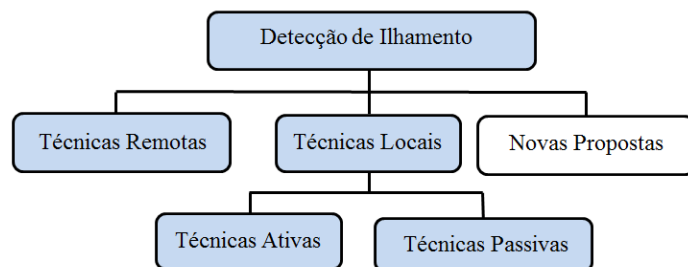 Detecção de Ilhamento
Técnicas Remotas
Técnicas Locais
Novas Propostas
Técnicas Ativas
Técnicas Passivas